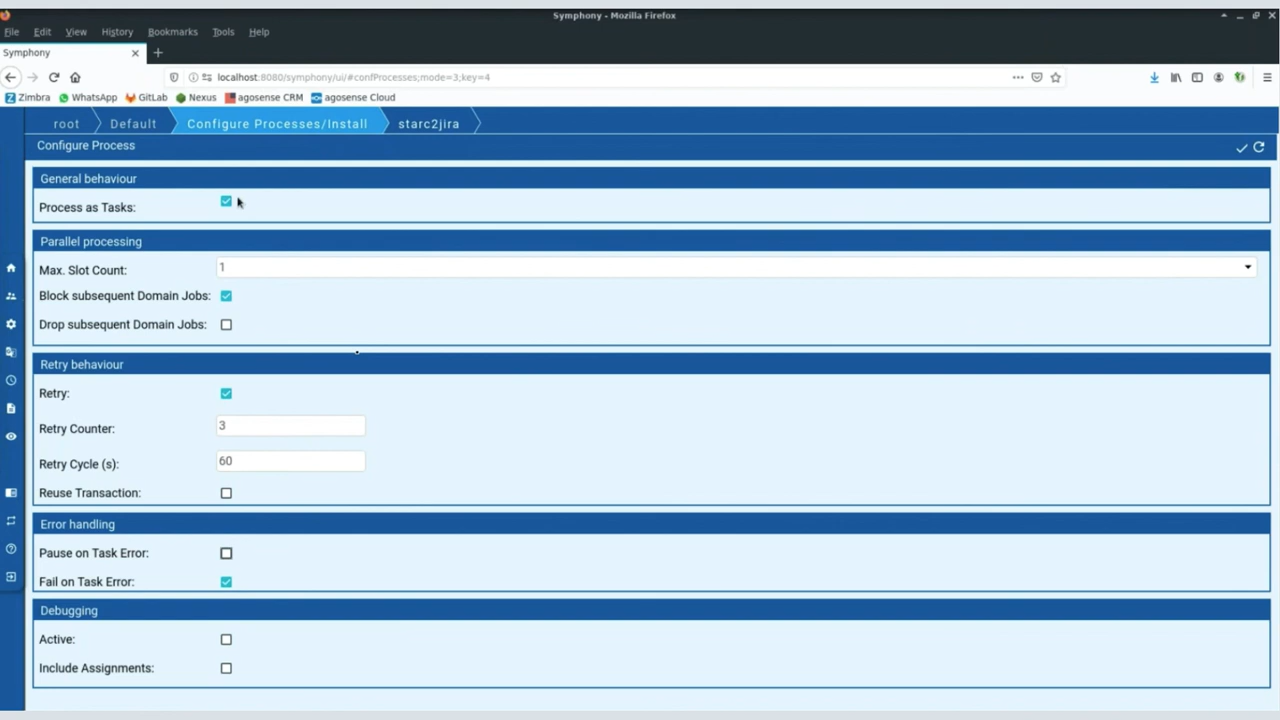 Symphony - Mozilla Firefox
File Edit View History Bookmarks Tools Help
Symphony
localhost:8080/symphony/ui/#confProcesses;mode=3;key=4
Zimbra WhatsApp GitLab Nexus agosense CRM agosense Cloud
root Default Configure Processes/Install starc2jira
Configure Process
General behaviour
Process as Tasks:
Parallel processing
Max. Slot Count: 1
Block subsequent Domain Jobs:
Drop subsequent Domain Jobs:
Retry behaviour
Retry:
Retry Counter: 3
Retry Cycle (s): 60
Reuse Transaction:
Error handling
Pause on Task Error:
Fail on Task Error:
Debugging
Active:
Include Assignments: